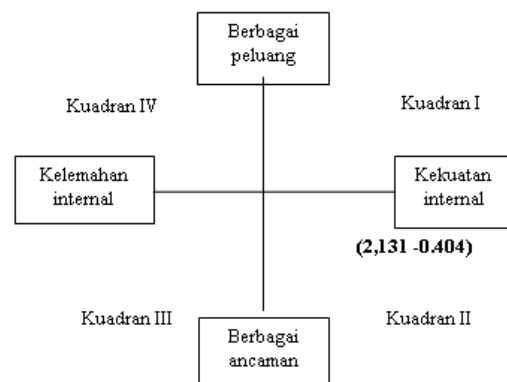 Berbagai
peluang
Kuadran IV
Kuadran I
Kelemahan
internal
Kekuatan
internal
(2,131 -0.404)
Kuadran III
Kuadran II
Berbagai
ancaman